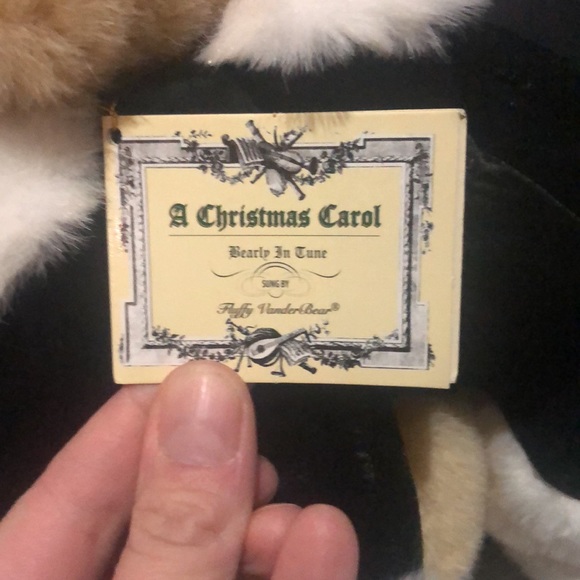 A Christmas Carol
Bearly In Tune
SUNG BY
Fluffy VanderBear®